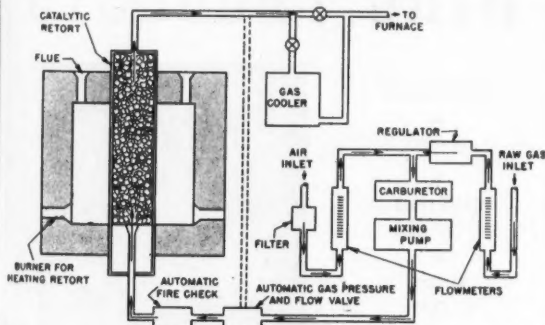 CATALYTIC
RETORT
FLUE
TO
FURNACE
GAS
COOLER
REGULATOR
AIR
INLET
RAW GAS
INLET
CARBURETOR
MIXING
PUMP
FILTER
BURNER FOR
HEATING RETORT
AUTOMATIC
FIRE CHECK
AUTOMATIC GAS PRESSURE
AND FLOW VALVE
FLOWMETERS